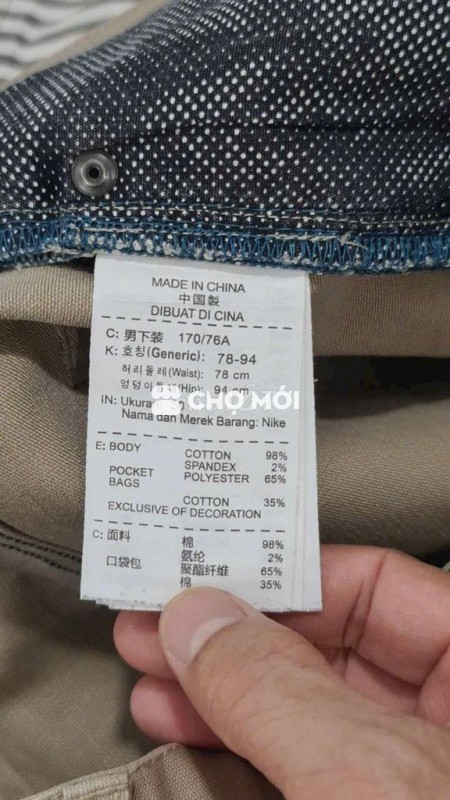 MADE IN CHINA
中国製
DIBUAT DI CINA
C: 男下装 170/76A
K: 호칭(Generic): 78-94
허리둘레(Waist): 78 cm
엉덩이둘레(Hip): 94 cm
CHỢ MỚI
IN:
Nama dan Merek Barang: Nike
E: BODY COTTON 98%
SPANDEX 2%
POCKET BAGS POLYESTER 65%
COTTON 35%
EXCLUSIVE OF DECORATION
C: 面料 棉 98%
氨纶 2%
口袋包 聚酯纤维 65%
棉 35%